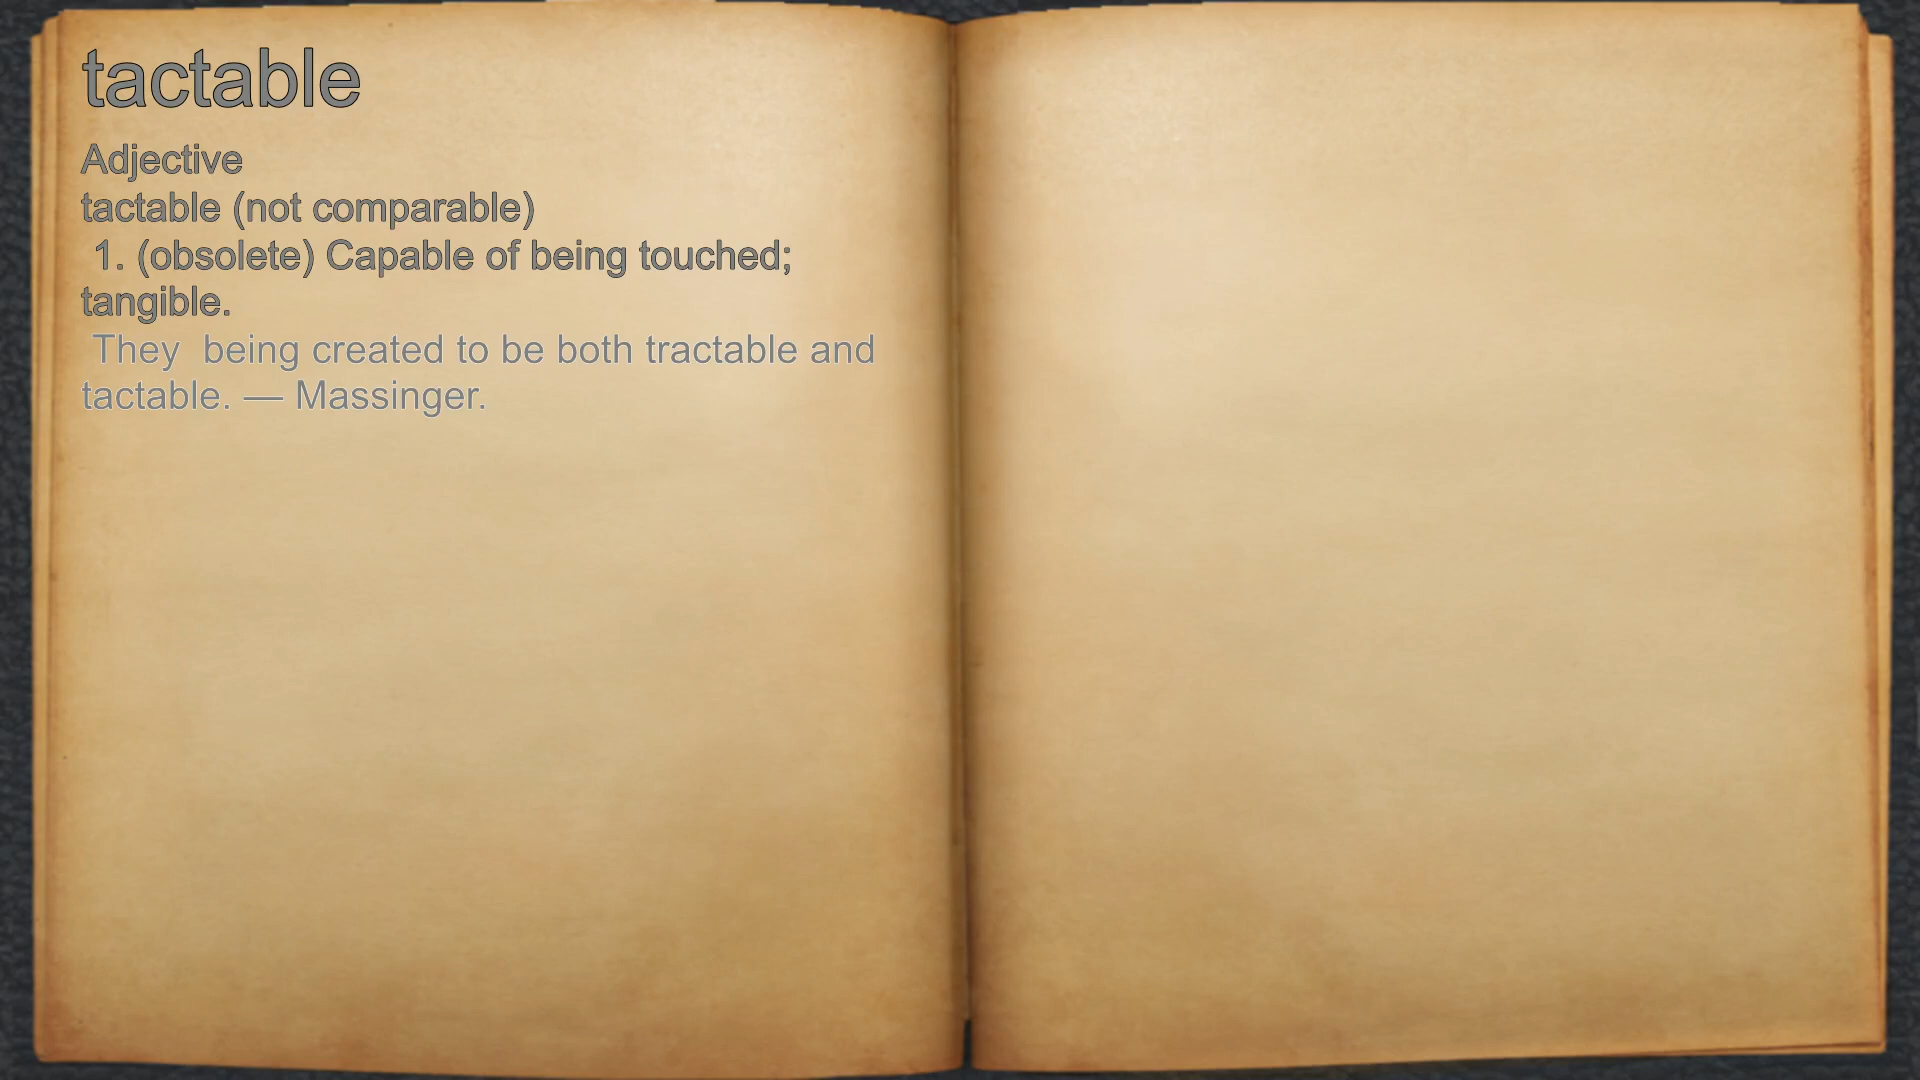 tactable
Adjective
tactable (not comparable)
1. (obsolete) Capable of being touched;
tangible.
They  being created to be both tractable and
tactable. — Massinger.